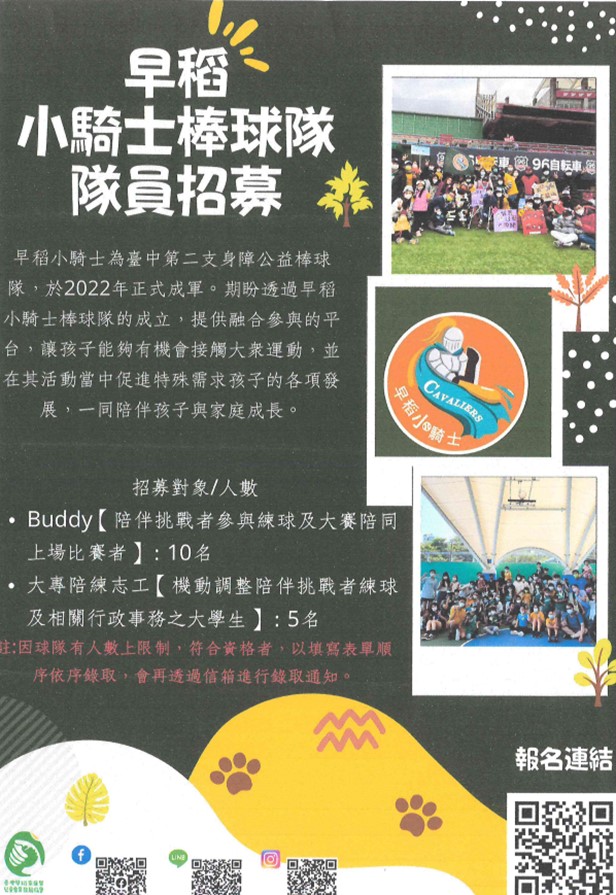 早稻
小騎士棒球隊
隊員招募
早稻小騎士為臺中第二支身障公益棒球
隊,於2022年正式成軍。期盼透過早稻
小騎士棒球隊的成立,提供融合參與的平
台,讓孩子能夠有機會接觸大衆運動,並
在其活動當中促進特殊需求孩子的各項發
展,一同陪伴孩子與家庭成長。
招募對象/人數
• Buddy【陪伴挑戰者參與練球及大賽陪同
上場比賽者】:10名
• 大專陪練志工【機動調整陪伴挑戰者練球
及相關行政事務之大學生】:5名
註:因球隊有人數上限制,符合資格者,以填寫表單順
序依序錄取,會再透過信箱進行錄取通知。
96自転車
CAVALIERS
早稻小騎士
報名連結
LINE